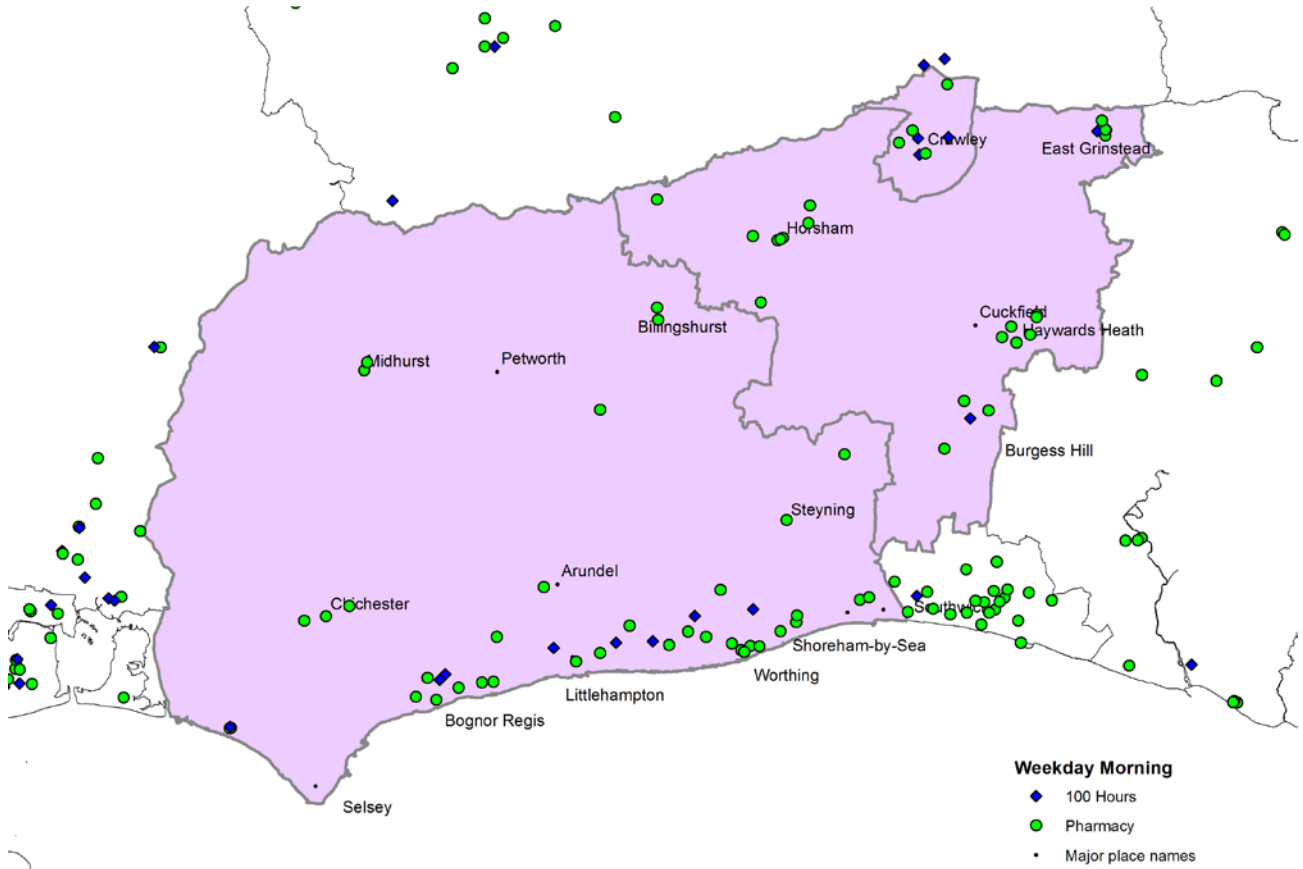 Crawley
East Grinstead
Horsham
Cuckfield
Haywards Heath
Billingshurst
Midhurst
Petworth
Burgess Hill
Steyning
Arundel
Chichester
Southwick
Shoreham-by-Sea
Worthing
Littlehampton
Bognor Regis
Selsey
Weekday Morning
100 Hours
Pharmacy
Major place names